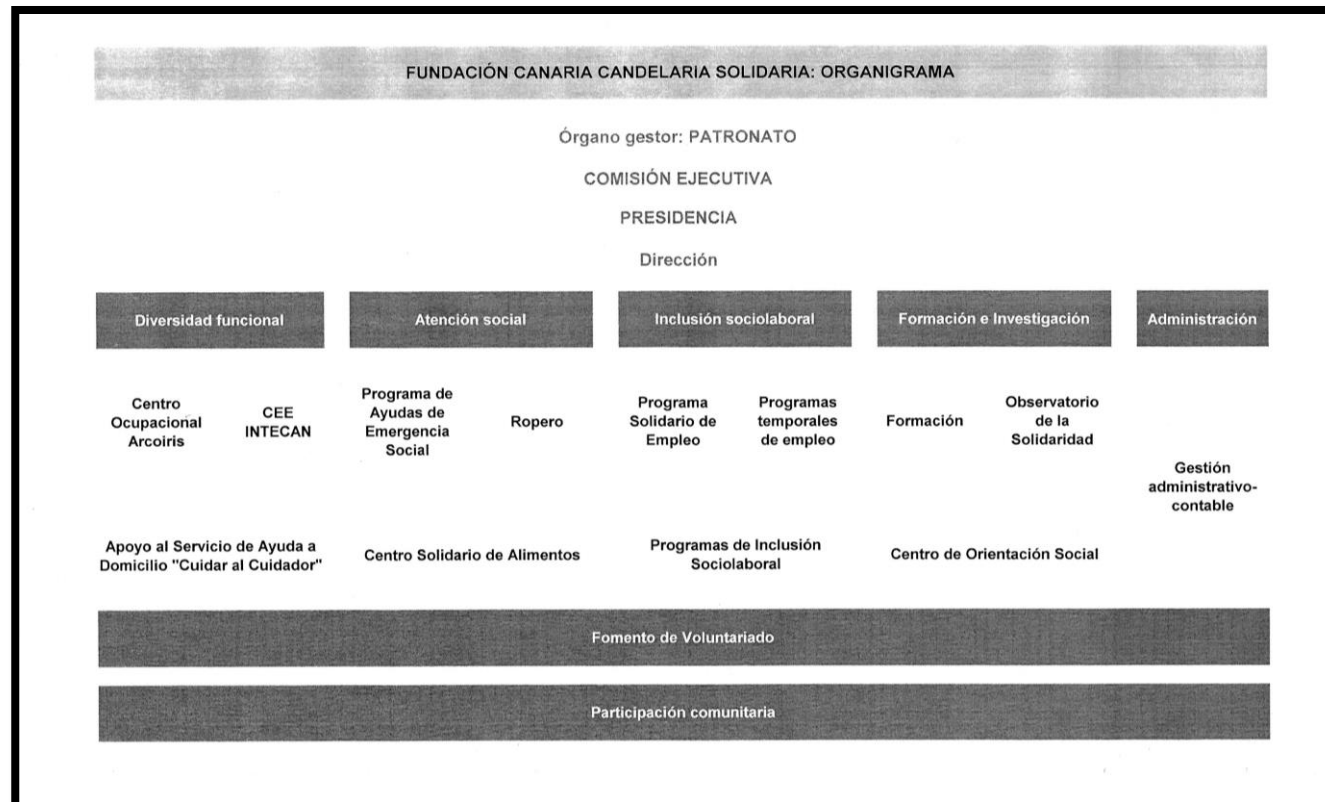 FUNDACIÓN CANARIA CANDELARIA SOLIDARIA: ORGANIGRAMA
Órgano gestor: PATRONATO
COMISIÓN EJECUTIVA
PRESIDENCIA
Dirección
Diversidad funcional
Atención social
Inclusión sociolaboral
Formación e Investigación
Administración
Centro
Ocupacional
Arcoiris
CEE
INTECAN
Programa de
Ayudas de
Emergencia
Social
Ropero
Programa
Solidario de
Empleo
Programas
temporales
de empleo
Formación
Observatorio
de la
Solidaridad
Gestión
administrativo-
contable
Apoyo al Servicio de Ayuda a
Domicilio "Cuidar al Cuidador"
Centro Solidario de Alimentos
Programas de Inclusión
Sociolaboral
Centro de Orientación Social
Fomento de Voluntariado
Participación comunitaria